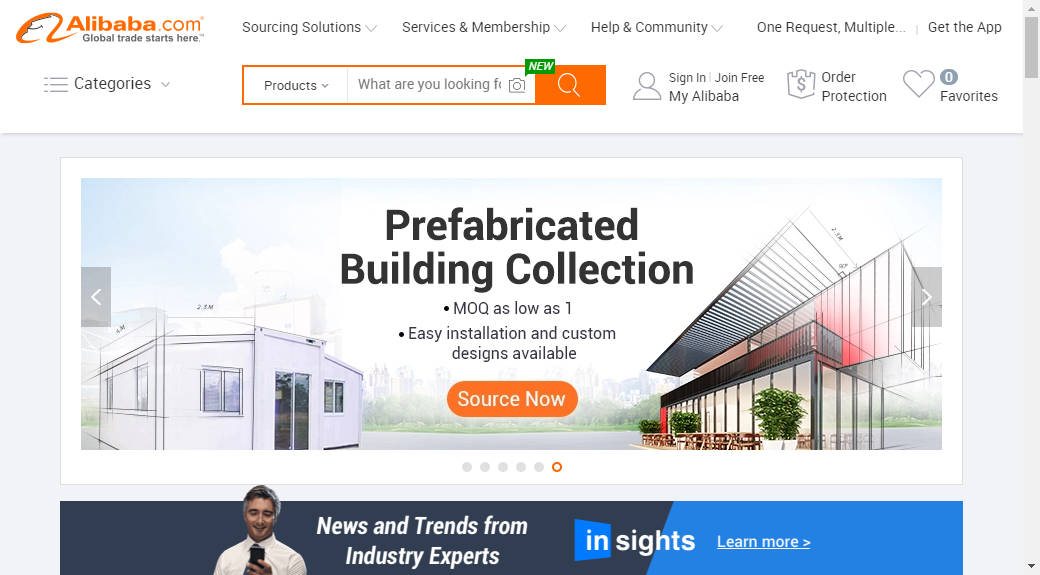 Alibaba.com
Global trade starts here.™
Sourcing Solutions
Services & Membership
Help & Community
One Request, Multiple...
Get the App
Categories
Products
What are you looking fo
NEW
Sign In | Join Free
My Alibaba
Order
Protection
0
Favorites
Prefabricated
Building Collection
• MOQ as low as 1
• Easy installation and custom
designs available
Source Now
2.3M
4M
2.3M
90°
News and Trends from
Industry Experts
in sights
Learn more >